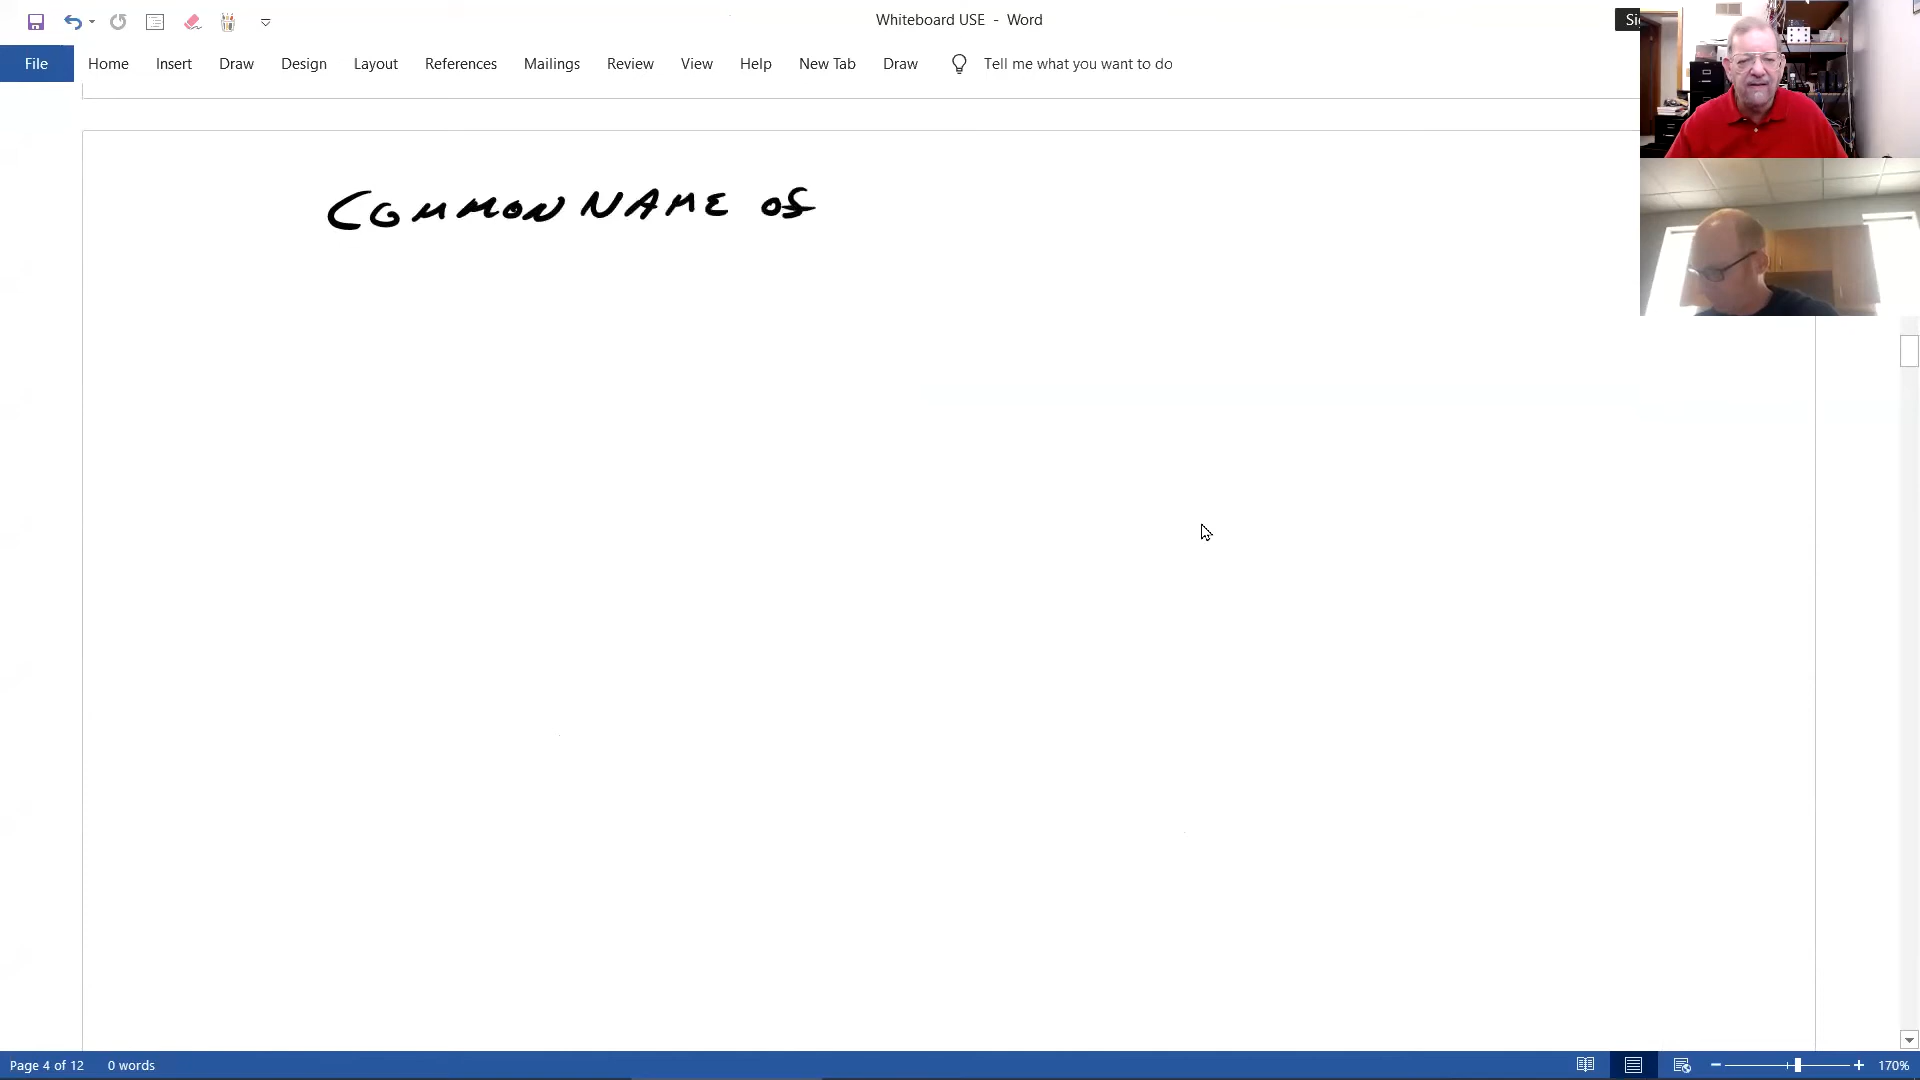 Whiteboard USE - Word
File Home Insert Draw Design Layout References Mailings Review View Help New Tab Draw Tell me what you want to do
COMMON NAME OF
Page 4 of 12 0 words 170%